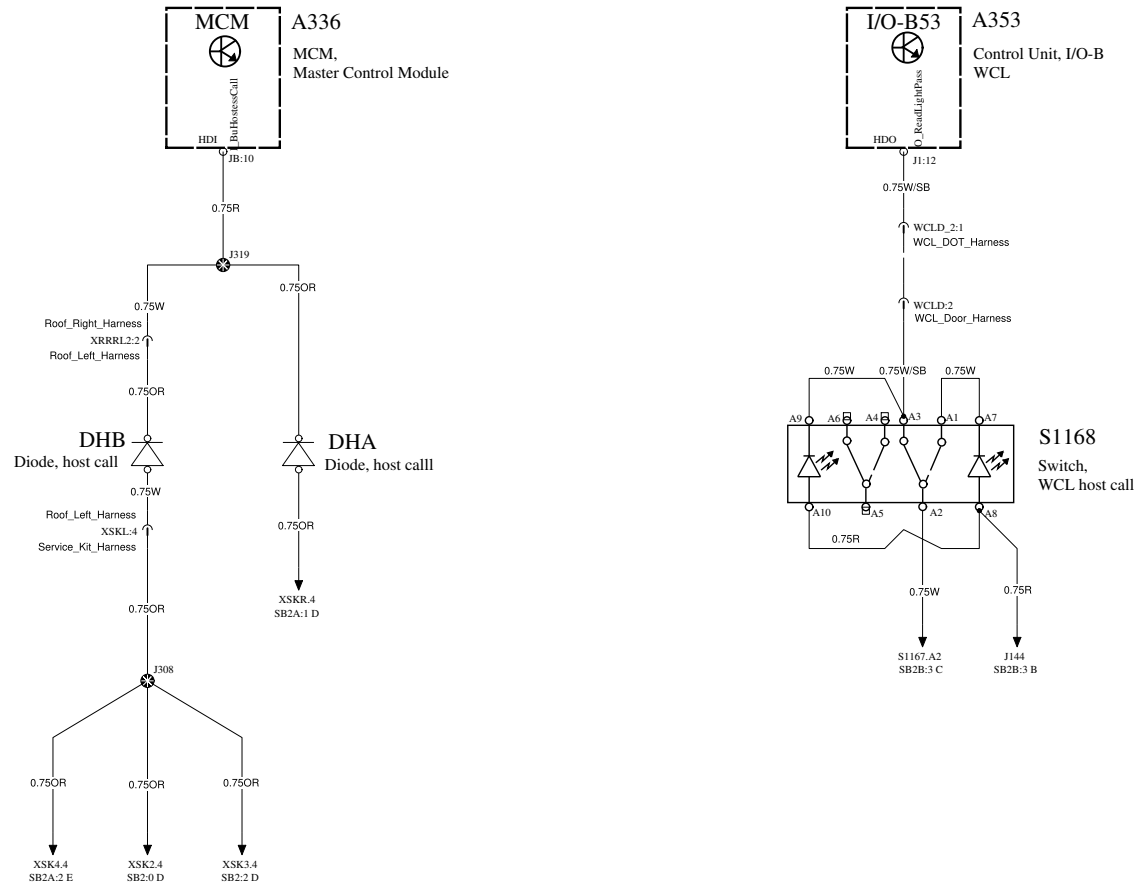 MCM
A336
MCM,
Master Control Module
_BuHostessCall
HDI
JB:10
0.75R
J319
0.75OR
0.75W
Roof_Right_Harness
XRRRL2:2
Roof_Left_Harness
0.75OR
DHB
Diode, host call
DHA
Diode, host calll
0.75W
Roof_Left_Harness
XSKL:4
Service_Kit_Harness
0.75OR
XSKR.4
SB2A:1 D
0.75OR
J308
0.75OR
0.75OR
0.75OR
XSK4.4
SB2A:2 E
XSK2.4
SB2:0 D
XSK3.4
SB2:2 D
I/O-B53
A353
Control Unit, I/O-B
WCL
O_ReadLightPass
HDO
J1:12
0.75W/SB
WCLD_2:1
WCL_DOT_Harness
WCLD:2
WCL_Door_Harness
0.75W
0.75W/SB
0.75W
A9
A6
A4
A3
A1
A7
S1168
Switch,
WCL host call
A10
A5
A2
A8
0.75R
0.75W
0.75R
S1167.A2
SB2B:3 C
J144
SB2B:3 B